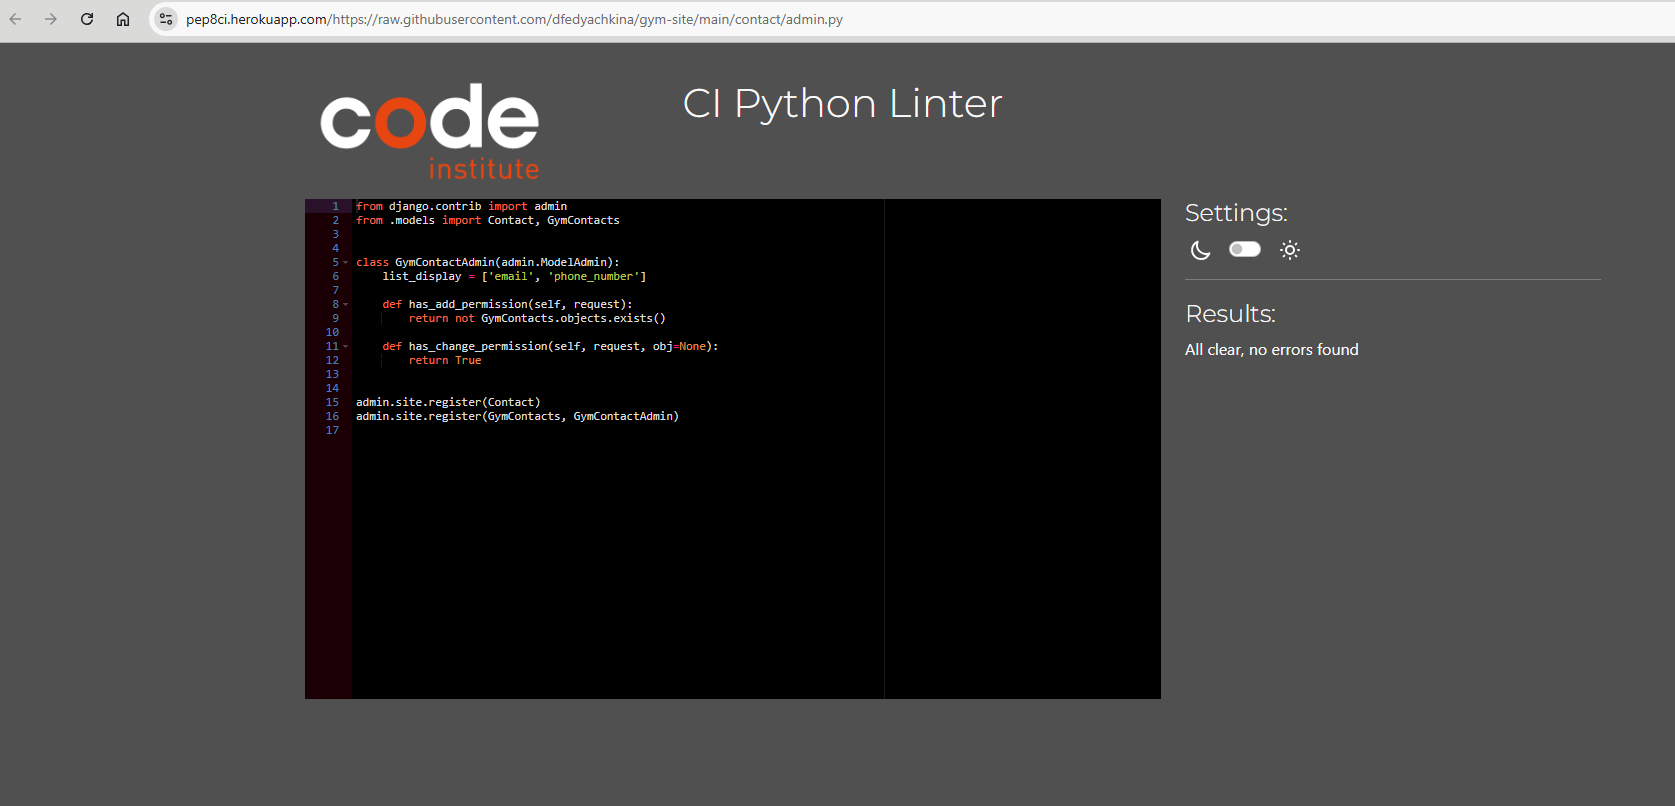 pep8ci.herokuapp.com/https://raw.githubusercontent.com/dfedyachkina/gym-site/main/contact/admin.py
code
institute
CI Python Linter
1 from django.contrib import admin
2 from .models import Contact, GymContacts
3
4
5 class GymContactAdmin(admin.ModelAdmin):
6     list_display = ['email', 'phone_number']
7
8     def has_add_permission(self, request):
9         return not GymContacts.objects.exists()
10
11     def has_change_permission(self, request, obj=None):
12         return True
13
14
15 admin.site.register(Contact)
16 admin.site.register(GymContacts, GymContactAdmin)
17
Settings:
Results:
All clear, no errors found